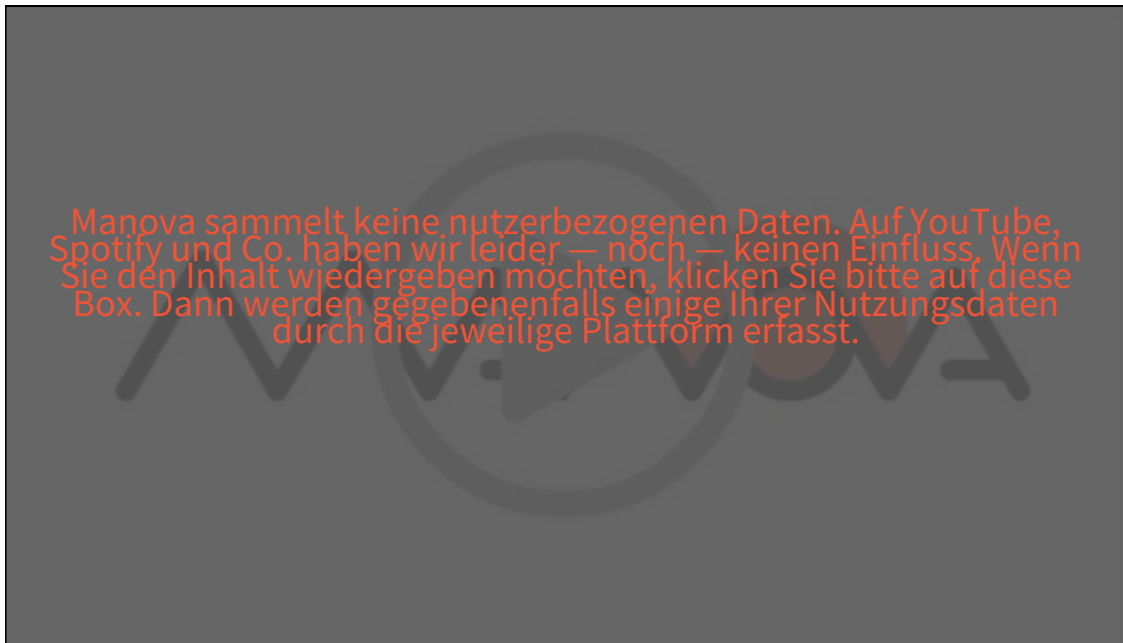 Manova sammelt keine nutzerbezogenen Daten. Auf YouTube,
Spotify und Co. haben wir leider — noch — keinen Einfluss. Wenn
Sie den Inhalt wiedergeben möchten, klicken Sie bitte auf diese
Box. Dann werden gegebenenfalls einige Ihrer Nutzungsdaten
durch die jeweilige Plattform erfasst.
MANOVA